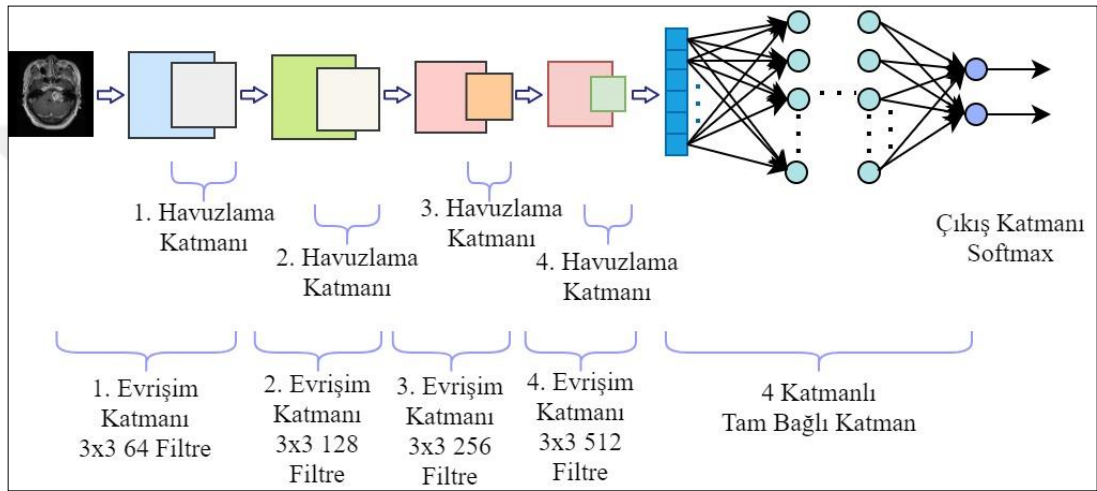 1. Havuzlama
Katmanı
2. Havuzlama
Katmanı
3. Havuzlama
Katmanı
4. Havuzlama
Katmanı
Çıkış Katmanı
Softmax
1. Evrişim
Katmanı
3x3 64 Filtre
2. Evrişim
Katmanı
3x3 128
Filtre
3. Evrişim
Katmanı
3x3 256
Filtre
4. Evrişim
Katmanı
3x3 512
Filtre
4 Katmanlı
Tam Bağlı Katman